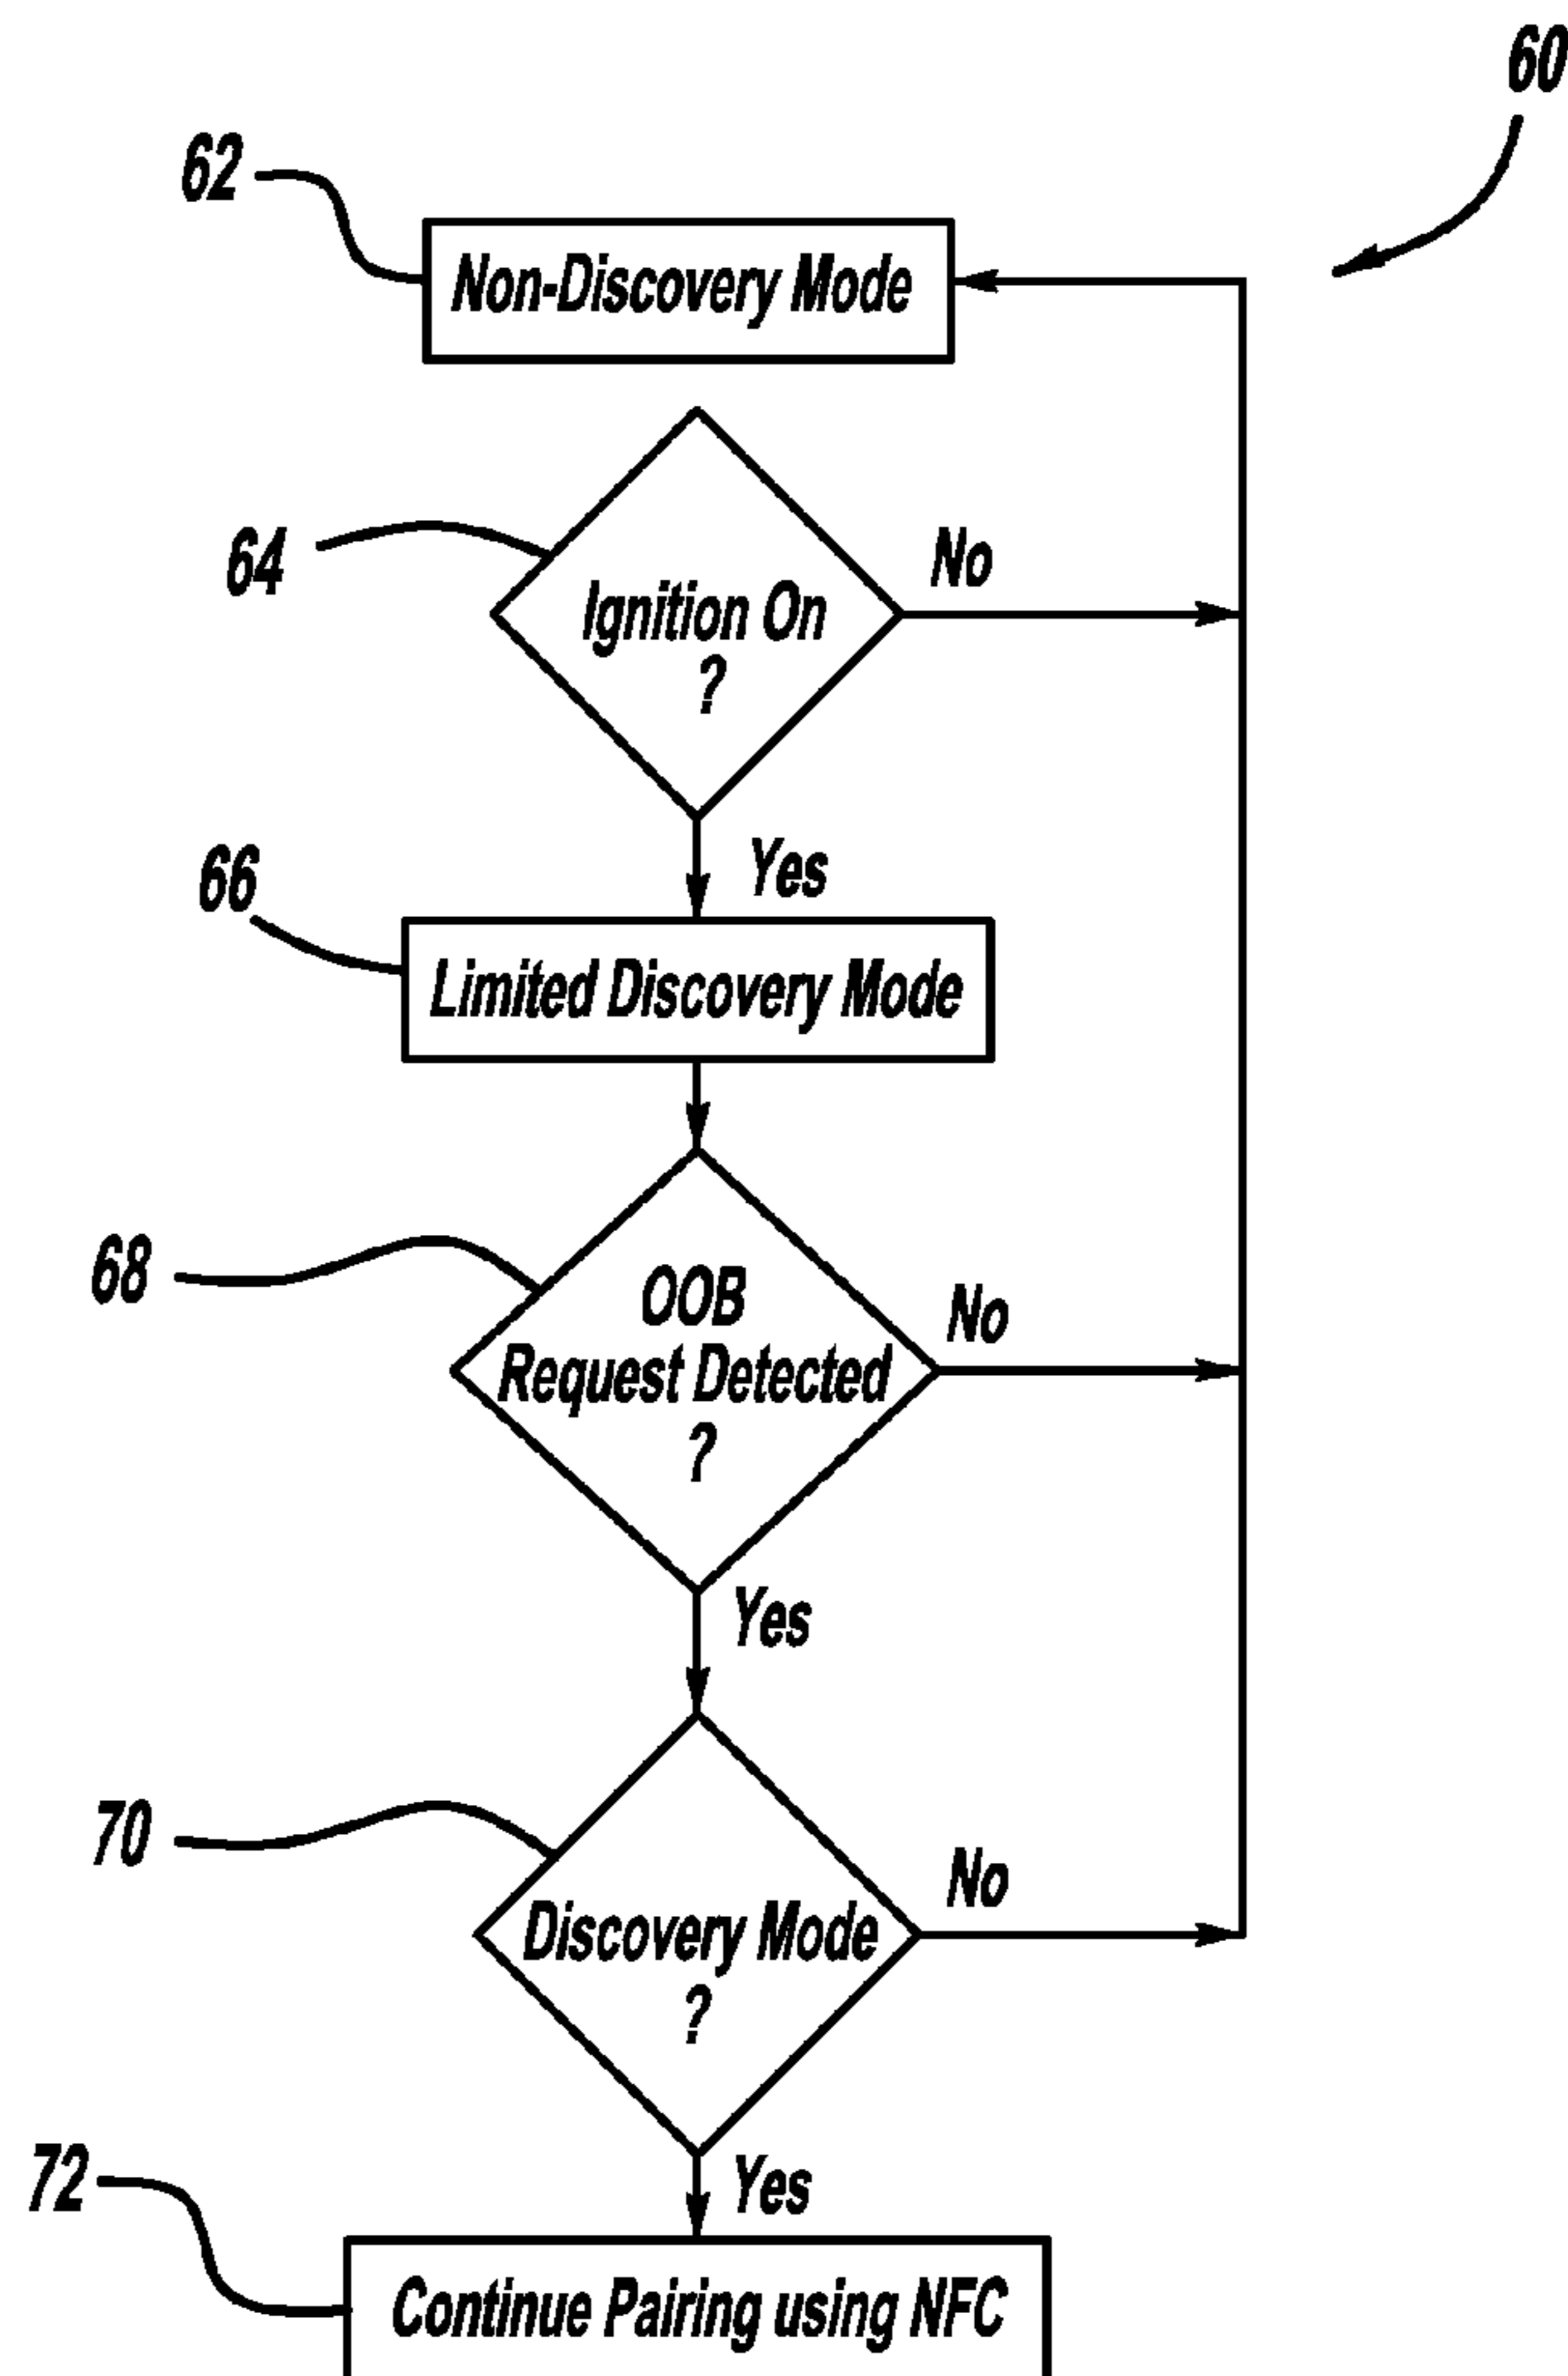 60
62
Non-Discovery Mode
64
Ignition On
?
No
Yes
66
Limited Discovery Mode
68
OOB
Request Detected
?
No
Yes
70
Discovery Mode
?
No
Yes
72
Continue Pairing using NFC